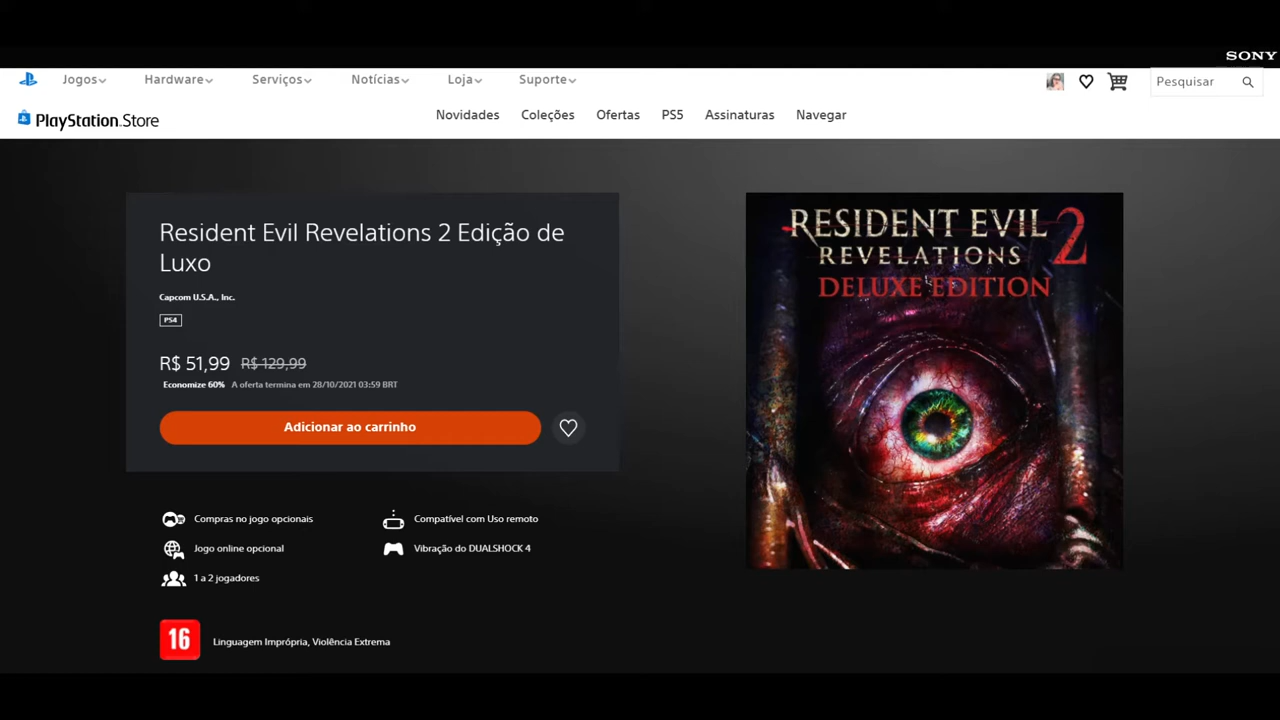 SONY
Jogos
Hardware
Serviços
Notícias
Loja
Suporte
Pesquisar
PlayStation.Store
Novidades
Coleções
Ofertas
PS5
Assinaturas
Navegar
Resident Evil Revelations 2 Edição de
Luxo
Capcom U.S.A., Inc.
PS4
R$ 51,99 R$ 129,99
Economize 60% A oferta termina em 28/10/2021 03:59 BRT
Adicionar ao carrinho
Compras no jogo opcionais
Compatível com Uso remoto
Jogo online opcional
Vibração do DUALSHOCK 4
1 a 2 jogadores
16
Linguagem Imprópria, Violência Extrema
RESIDENT EVIL 2
REVELATIONS
DELUXE EDITION